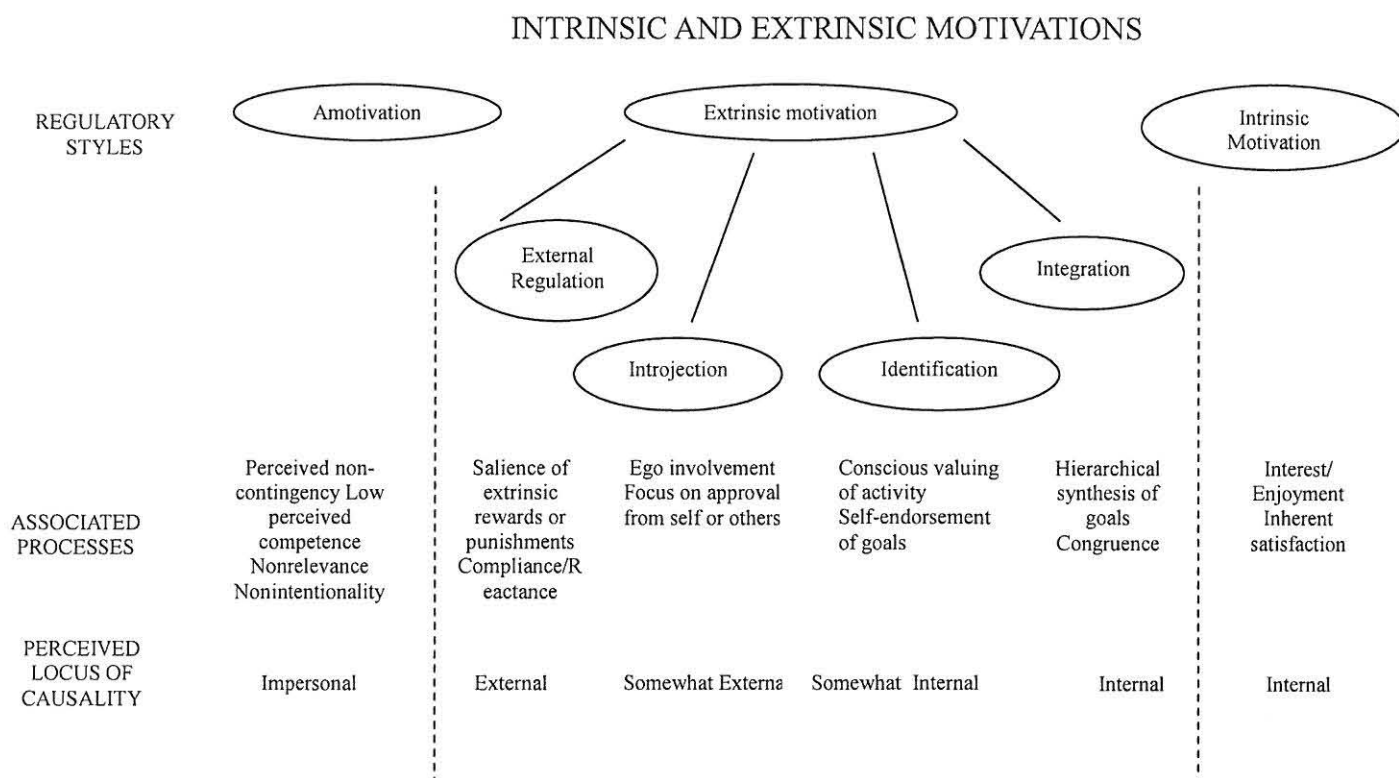 INTRINSIC AND EXTRINSIC MOTIVATIONS
REGULATORY
STYLES
Amotivation
Extrinsic motivation
Intrinsic
Motivation
External
Regulation
Integration
Introjection
Identification
ASSOCIATED
PROCESSES
Perceived non-
contingency Low
perceived
competence
Nonrelevance
Nonintentionality
Salience of
extrinsic
rewards or
punishments
Compliance/R
eactance
Ego involvement
Focus on approval
from self or others
Conscious valuing
of activity
Self-endorsement
of goals
Hierarchical
synthesis of
goals
Congruence
Interest/
Enjoyment
Inherent
satisfaction
PERCEIVED
LOCUS OF
CAUSALITY
Impersonal
External
Somewhat Externa
Somewhat Internal
Internal
Internal